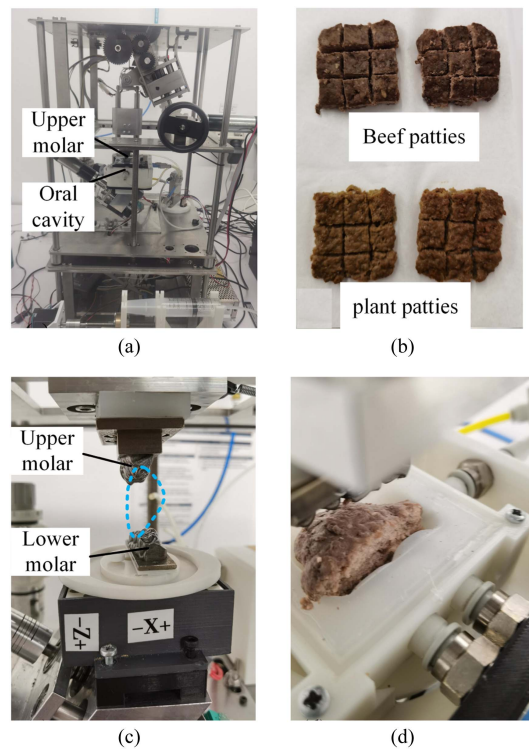 Upper
molar
Oral
cavity
(a)
Beef patties
plant patties
(b)
Upper
molar
Lower
molar
+Z-
-X+
(c)
(d)